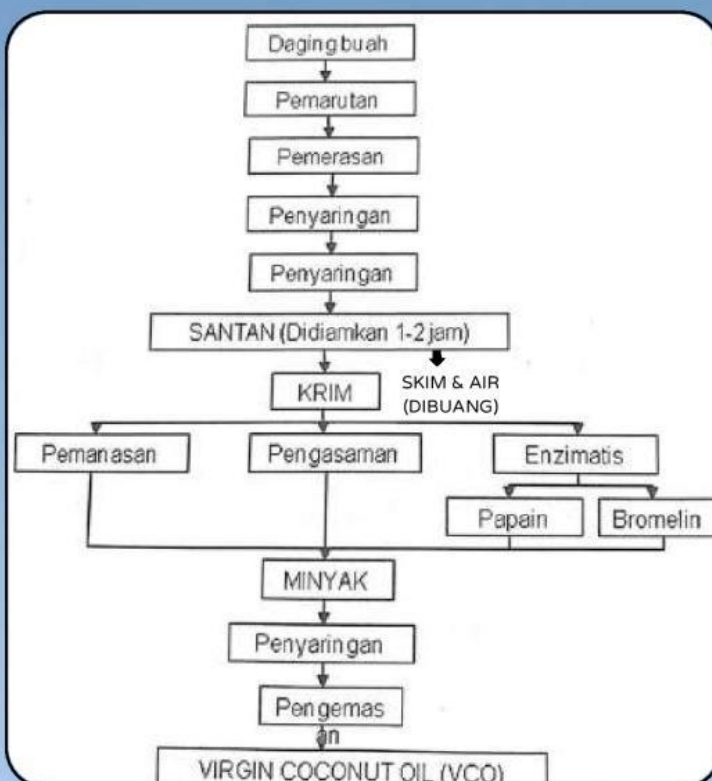 Daging buah
Pemarutan
Pemerasan
Penyaringan
Penyaringan
SANTAN (Didiamkan 1-2 jam)
KRIM
SKIM & AIR
(DIBUANG)
Pemanasan
Pengasaman
Enzimatis
Papain
Bromelin
MINYAK
Penyaringan
Pengemas
an
VIRGIN COCONUT OIL (VCO)